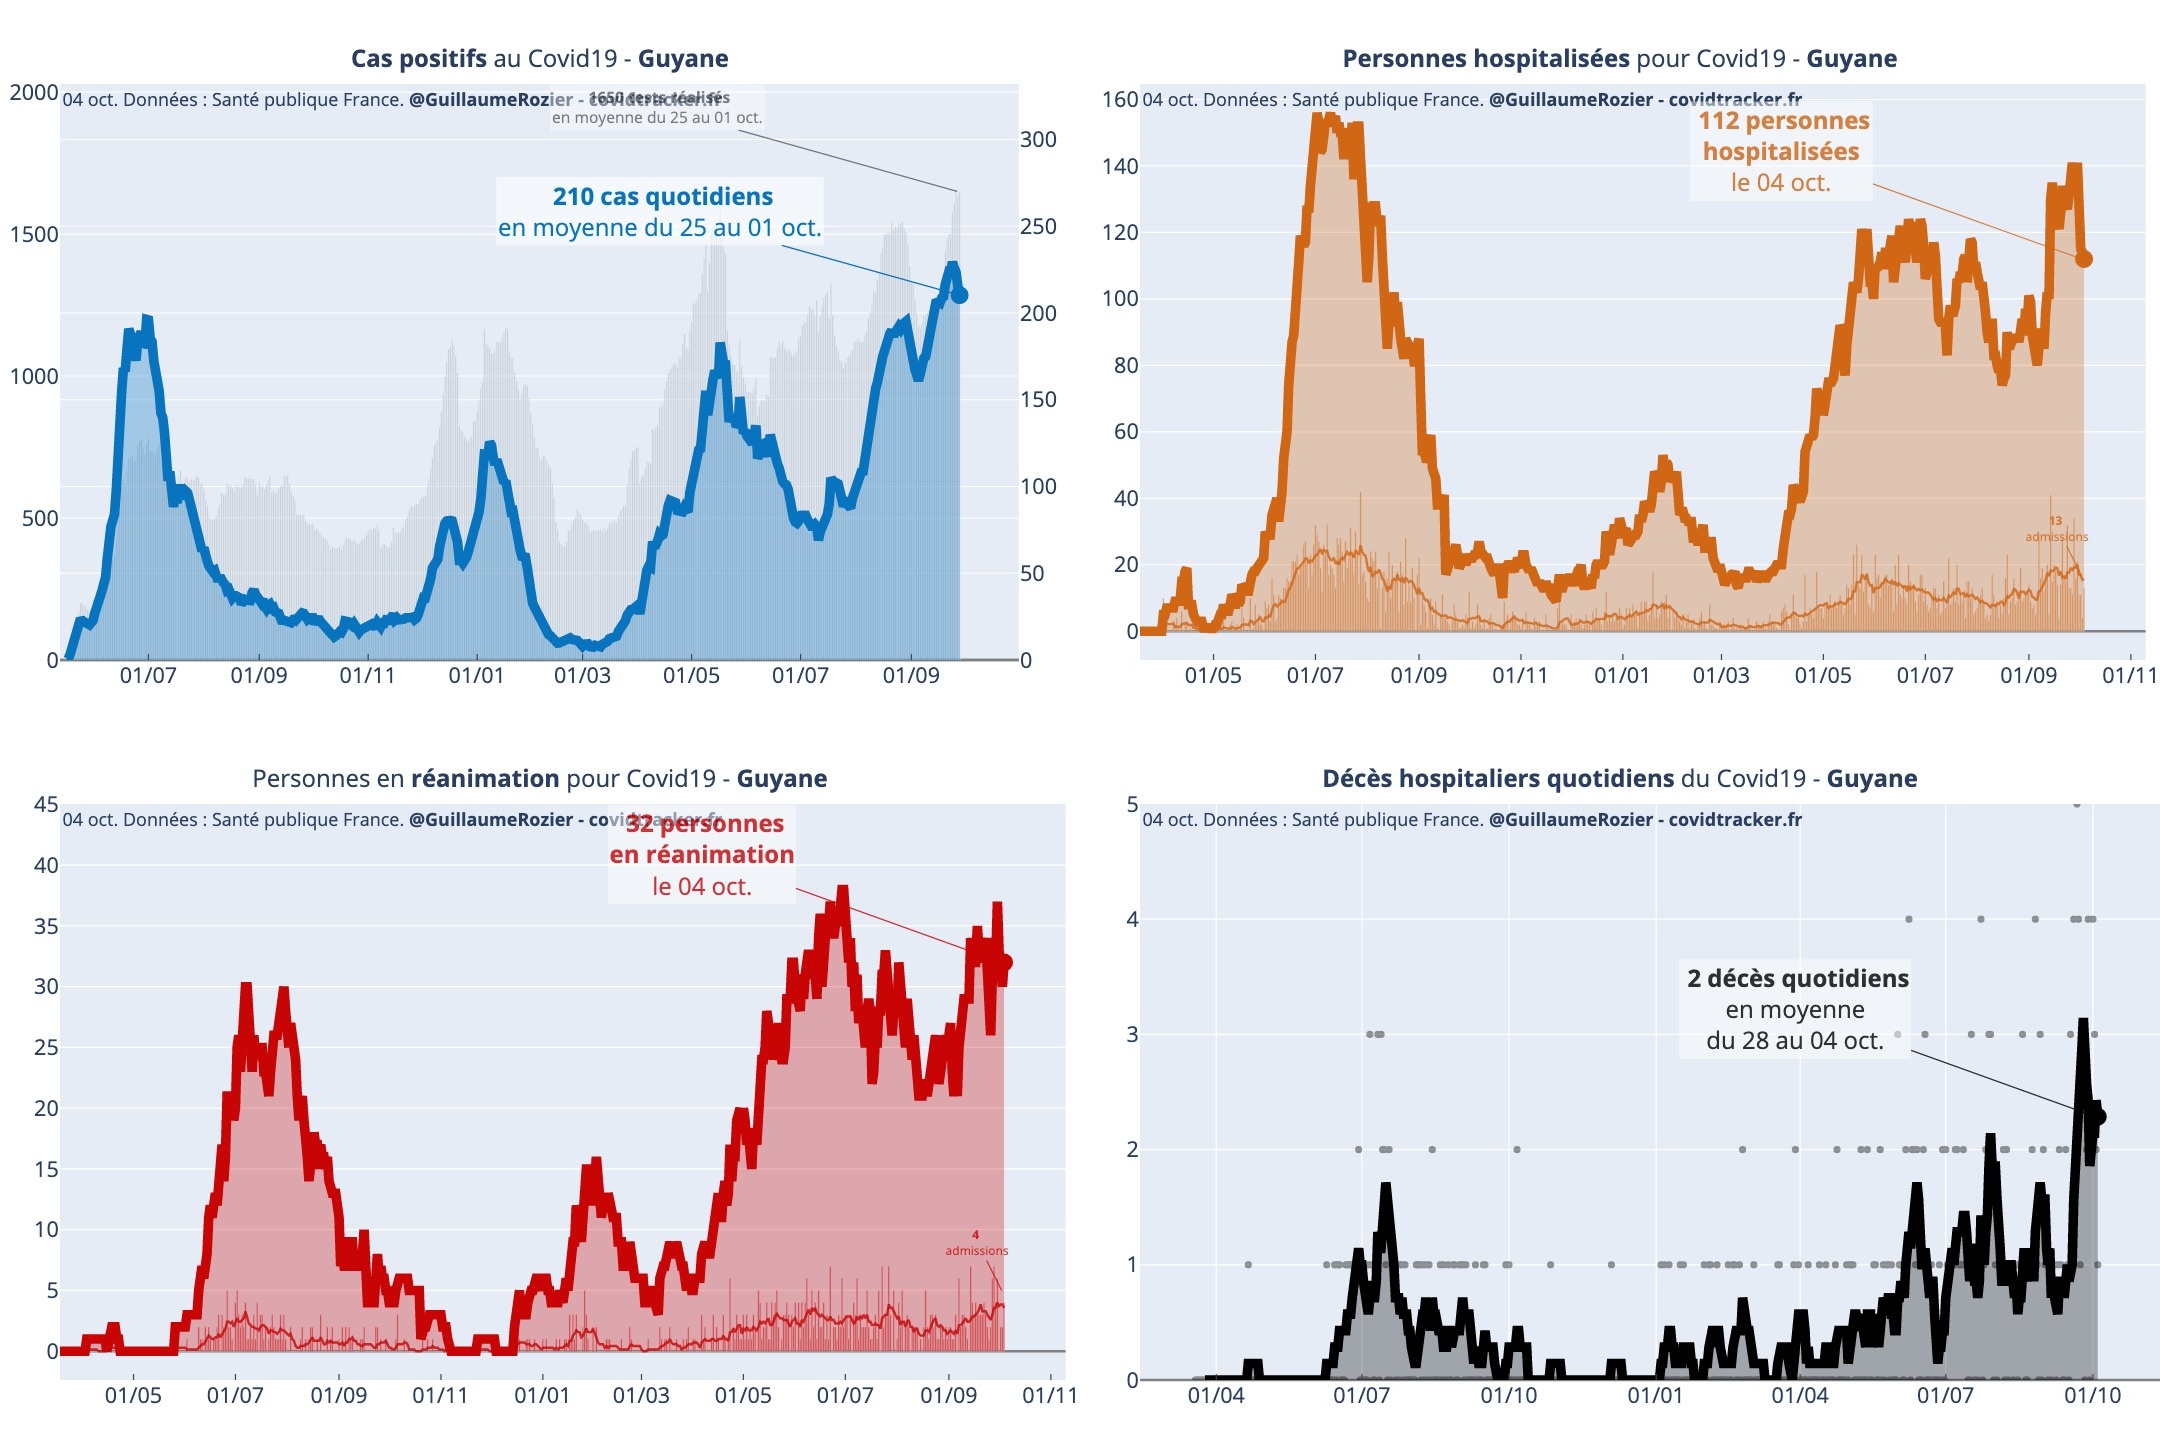 Cas positifs au Covid19 - Guyane
04 oct. Données : Santé publique France. @GuillaumeRozier - covidtracker.fr
1650 tests réalisés
en moyenne du 25 au 01 oct.
210 cas quotidiens
en moyenne du 25 au 01 oct.
2000
1500
1000
500
0
300
250
200
150
100
50
0
01/07 01/09 01/11 01/01 01/03 01/05 01/07 01/09
Personnes hospitalisées pour Covid19 - Guyane
04 oct. Données : Santé publique France. @GuillaumeRozier - covidtracker.fr
112 personnes
hospitalisées
le 04 oct.
160
140
120
100
80
60
40
20
0
13
admissions
01/05 01/07 01/09 01/11 01/01 01/03 01/05 01/07 01/09 01/11
Personnes en réanimation pour Covid19 - Guyane
04 oct. Données : Santé publique France. @GuillaumeRozier - covidtracker.fr
32 personnes
en réanimation
le 04 oct.
45
40
35
30
25
20
15
10
5
0
4
admissions
01/05 01/07 01/09 01/11 01/01 01/03 01/05 01/07 01/09 01/11
Décès hospitaliers quotidiens du Covid19 - Guyane
04 oct. Données : Santé publique France. @GuillaumeRozier - covidtracker.fr
2 décès quotidiens
en moyenne
du 28 au 04 oct.
5
4
3
2
1
0
01/04 01/07 01/10 01/01 01/04 01/07 01/10